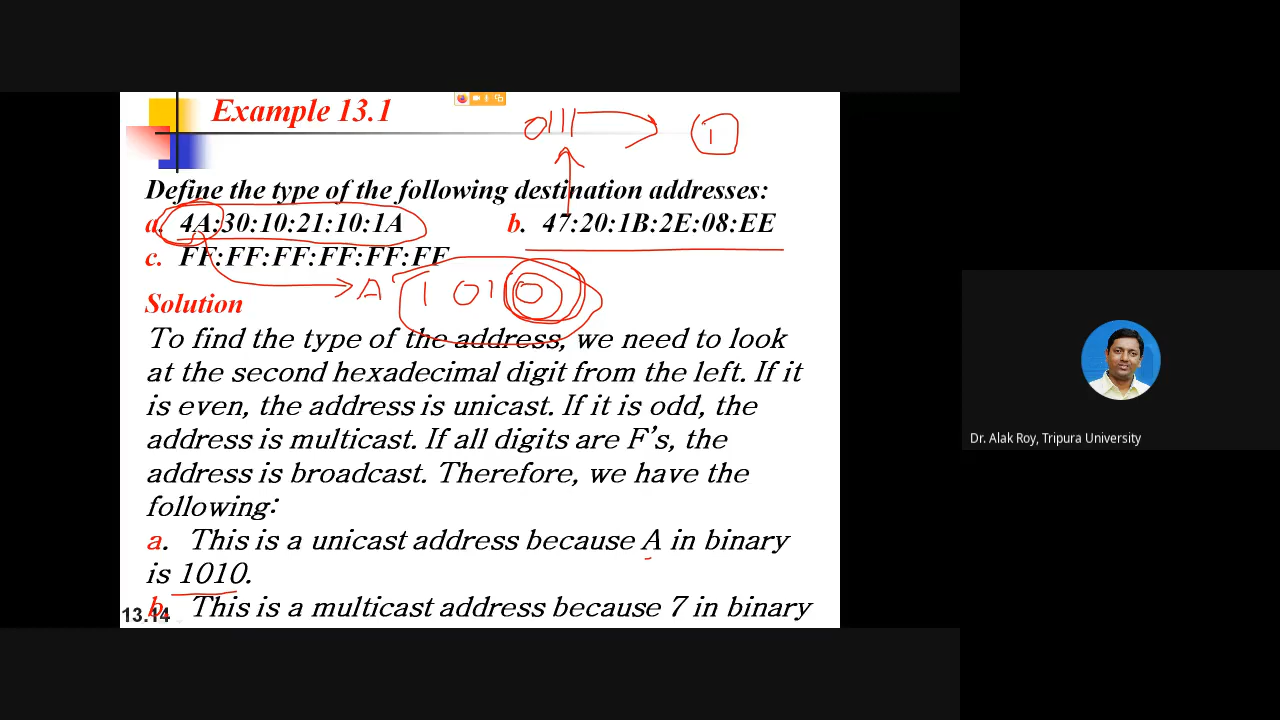 Example 13.1
0111 1
Define the type of the following destination addresses:
a. 4A:30:10:21:10:1A b. 47:20:1B:2E:08:EE
c. FF:FF:FF:FF:FF:FF
A 1 0 1 0
Solution
To find the type of the address, we need to look
at the second hexadecimal digit from the left. If it
is even, the address is unicast. If it is odd, the
address is multicast. If all digits are F’s, the
address is broadcast. Therefore, we have the
following:
a. This is a unicast address because A in binary
is 1010.
b. This is a multicast address because 7 in binary
13.14
Dr. Alak Roy, Tripura University